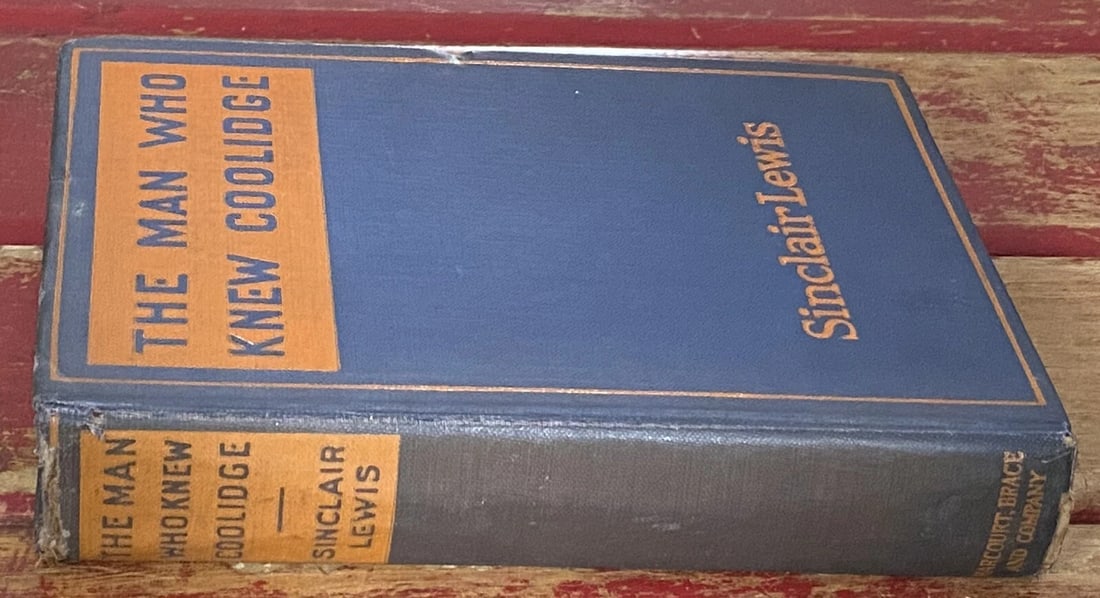 THE MAN WHO
KNEW COOLIDGE
Sinclair Lewis
THE MAN
WHO KNEW
COOLIDGE
—
SINCLAIR
LEWIS
HARCOURT, BRACE
AND COMPANY